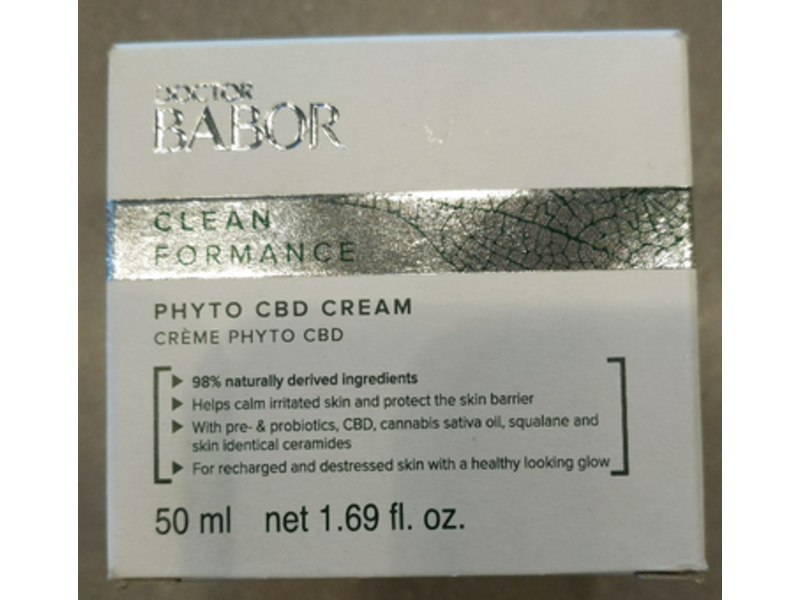 DOCTOR
BABOR
CLEAN
FORMANCE
PHYTO CBD CREAM
CRÈME PHYTO CBD
98% naturally derived ingredients
Helps calm irritated skin and protect the skin barrier
With pre- & probiotics, CBD, cannabis sativa oil, squalane and
skin identical ceramides
For recharged and destressed skin with a healthy looking glow
50 ml net 1.69 fl. oz.